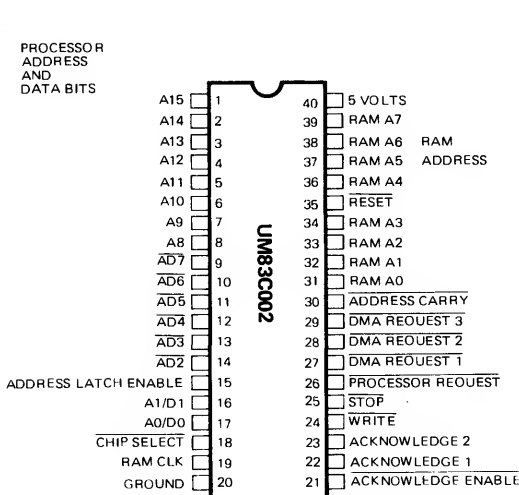 PROCESSOR
ADDRESS
AND
DATA BITS
A15 1
A14 2
A13 3
A12 4
A11 5
A10 6
A9 7
A8 8
AD7 9
AD6 10
AD5 11
AD4 12
AD3 13
AD2 14
ADDRESS LATCH ENABLE 15
A1/D1 16
A0/D0 17
CHIP SELECT 18
RAM CLK 19
GROUND 20
UM83C002
40 5 VOLTS
39 RAM A7
38 RAM A6 RAM
37 RAM A5 ADDRESS
36 RAM A4
35 RESET
34 RAM A3
33 RAM A2
32 RAM A1
31 RAM A0
30 ADDRESS CARRY
29 DMA REQUEST 3
28 DMA REQUEST 2
27 DMA REQUEST 1
26 PROCESSOR REQUEST
25 STOP
24 WRITE
23 ACKNOWLEDGE 2
22 ACKNOWLEDGE 1
21 ACKNOWLEDGE ENABLE